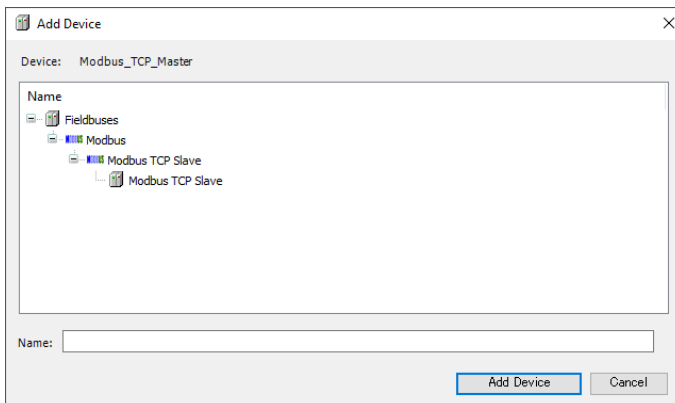 Add Device
Device: Modbus_TCP_Master
Name
Fieldbuses
Modbus
Modbus TCP Slave
Modbus TCP Slave
Name:
Add Device Cancel